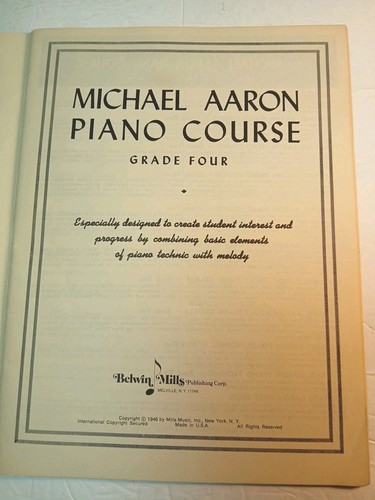 MICHAEL AARON
PIANO COURSE
GRADE FOUR
Especially designed to create student interest and
progress by combining basic elements
of piano technic with melody
Belwin Mills Publishing Corp.
MELVILLE, N.Y. 11746
Copyright © 1946 by Mills Music, Inc., New York, N. Y.
International Copyright Secured Made in U.S.A. All Rights Reserved